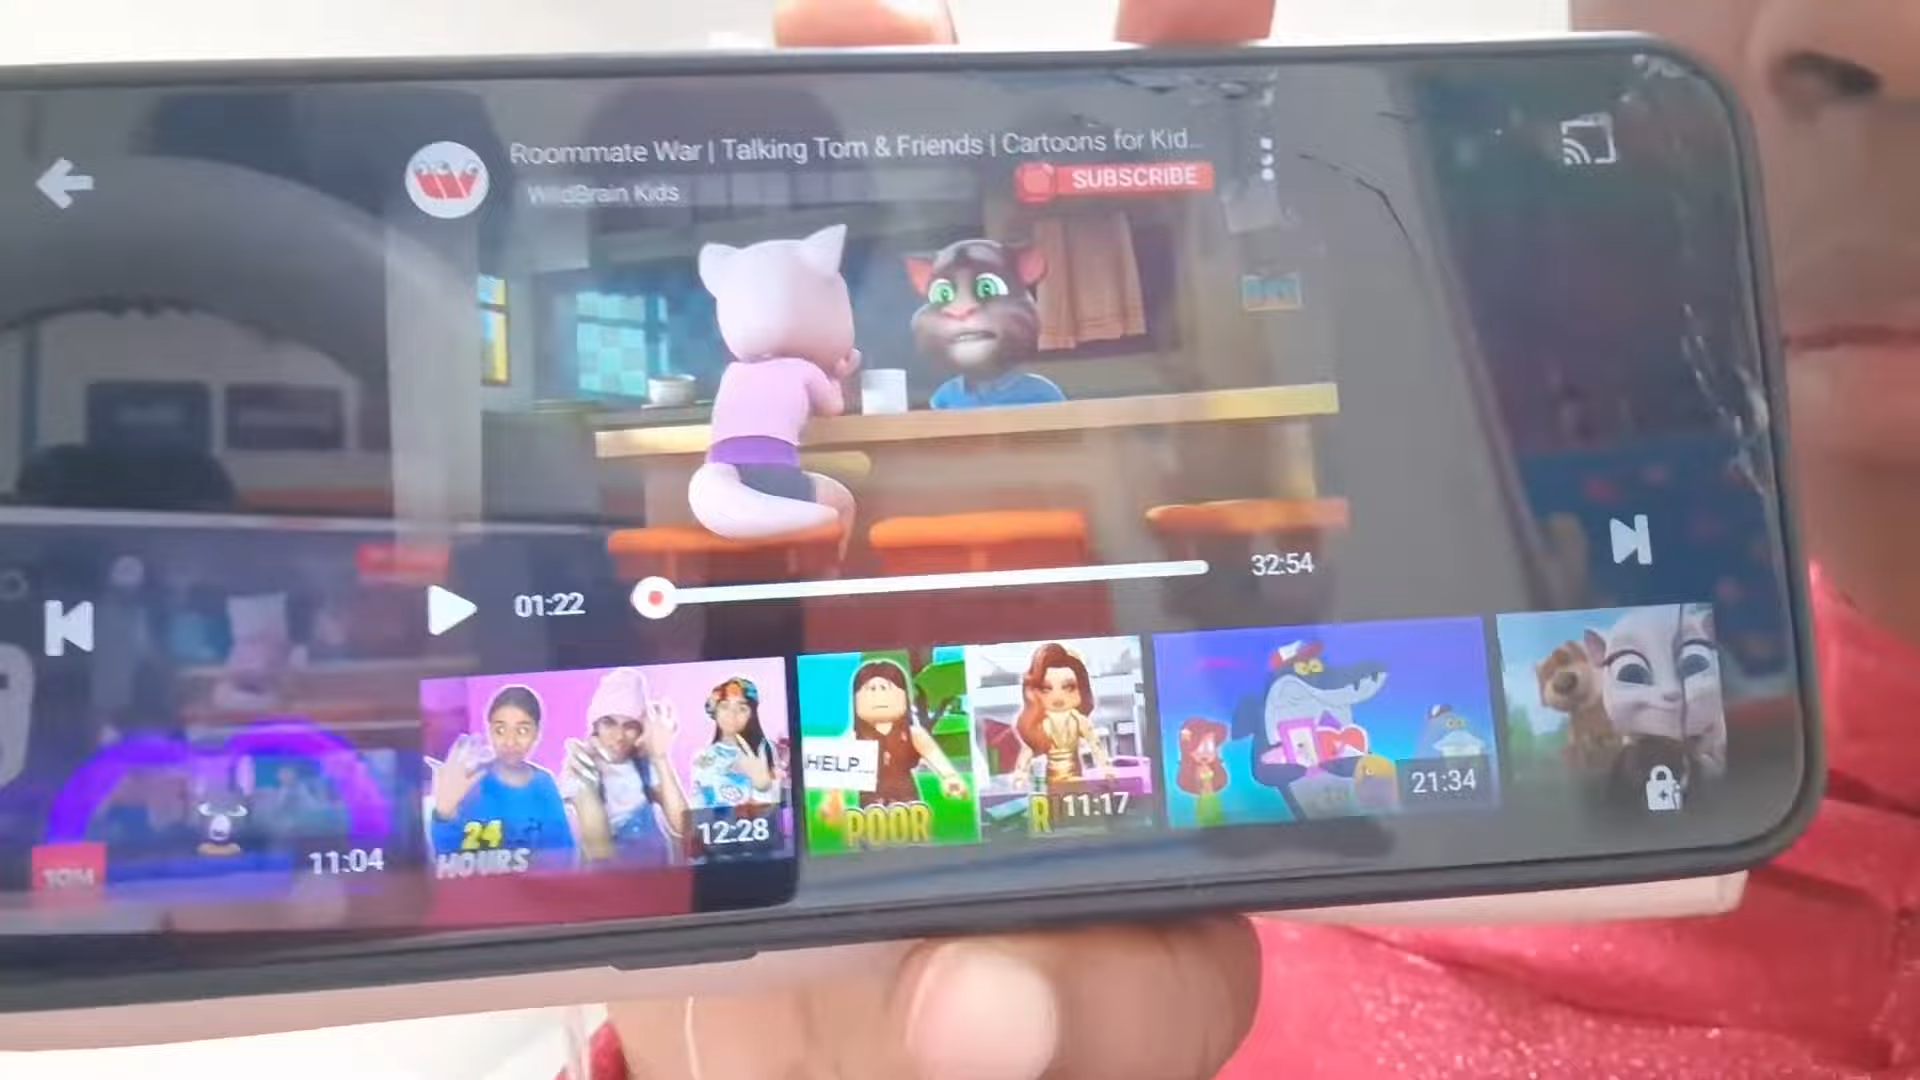 Roommate War | Talking Tom & Friends | Cartoons for Kid...
WildBrain Kids
SUBSCRIBE
01:22
32:54
HELP...
POOR
R
11:17
21:34
24
HOURS
12:28
TOM
11:04